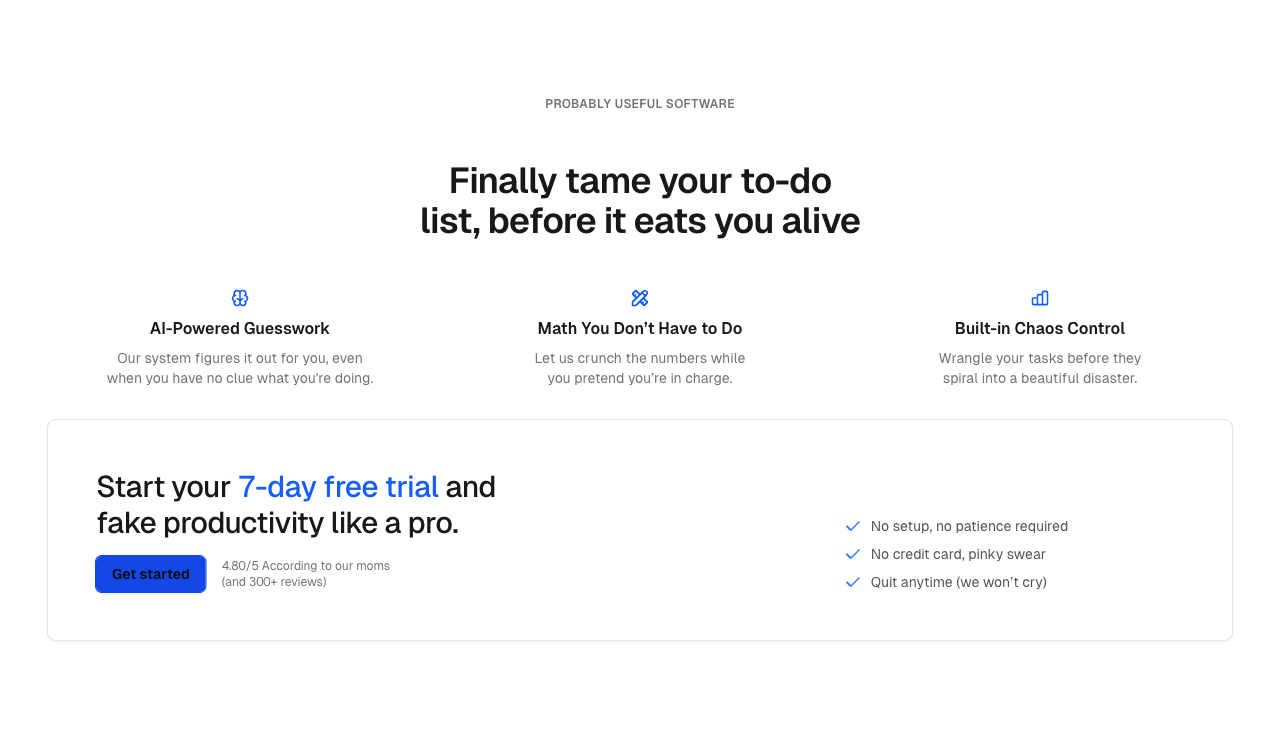 PROBABLY USEFUL SOFTWARE
Finally tame your to-do
list, before it eats you alive
AI-Powered Guesswork
Our system figures it out for you, even
when you have no clue what you're doing.
Math You Don’t Have to Do
Let us crunch the numbers while
you pretend you’re in charge.
Built-in Chaos Control
Wrangle your tasks before they
spiral into a beautiful disaster.
Start your 7-day free trial and
fake productivity like a pro.
Get started
4.80/5 According to our moms
(and 300+ reviews)
No setup, no patience required
No credit card, pinky swear
Quit anytime (we won’t cry)